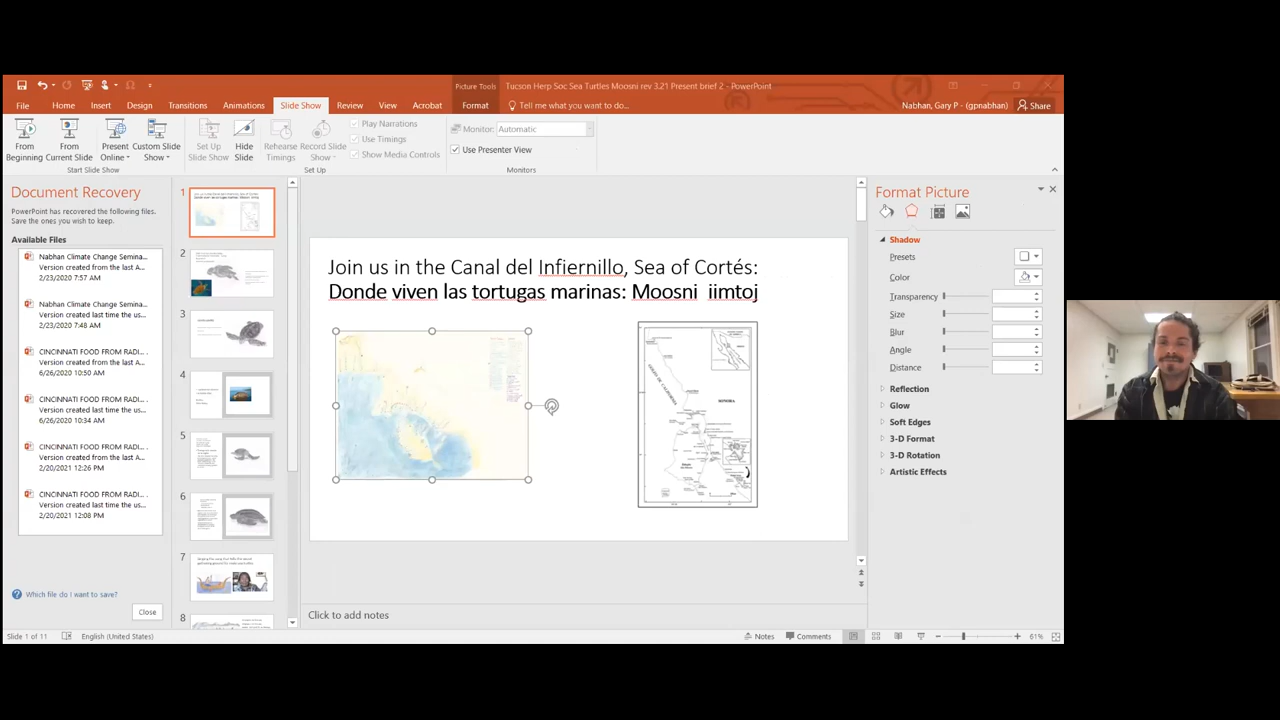 Picture Tools
Tucson Herp Soc Sea Turtles Moosni rev 3.21 Present brief 2 - PowerPoint
File Home Insert Design Transitions Animations Slide Show Review View Acrobat Format Tell me what you want to do... Nabhan, Gary P - (gpnabhan) Share
From Beginning
From Current Slide
Present Online
Custom Slide Show
Start Slide Show
Set Up Slide Show
Hide Slide
Rehearse Timings
Record Slide Show
Play Narrations
Use Timings
Show Media Controls
Set Up
Monitor: Automatic
Use Presenter View
Monitors
Document Recovery
PowerPoint has recovered the following files.
Save the ones you wish to keep.
Available Files
Nabhan Climate Change Semina...
Version created from the last A...
2/23/2020 7:57 AM
Nabhan Climate Change Semina...
Version created last time the us...
2/23/2020 7:48 AM
CINCINNATI FOOD FROM RADI...
Version created from the last A...
6/26/2020 10:50 AM
CINCINNATI FOOD FROM RADI...
Version created last time the us...
6/26/2020 10:34 AM
CINCINNATI FOOD FROM RADI...
Version created from the last A...
2/20/2021 12:26 PM
CINCINNATI FOOD FROM RADI...
Version created last time the us...
2/20/2021 12:08 PM
Which file do I want to save?
Close
1
2
3
4
5
6
7
8
Join us in the Canal del Infiernillo, Sea of Cortés:
Donde viven las tortugas marinas: Moosni iimtoj
SONORA
Click to add notes
Format Picture
Shadow
Presets
Color
Transparency
Size
Blur
Angle
Distance
Reflection
Glow
Soft Edges
3-D Format
3-D Rotation
Artistic Effects
Slide 1 of 11 English (United States) Notes Comments 61%